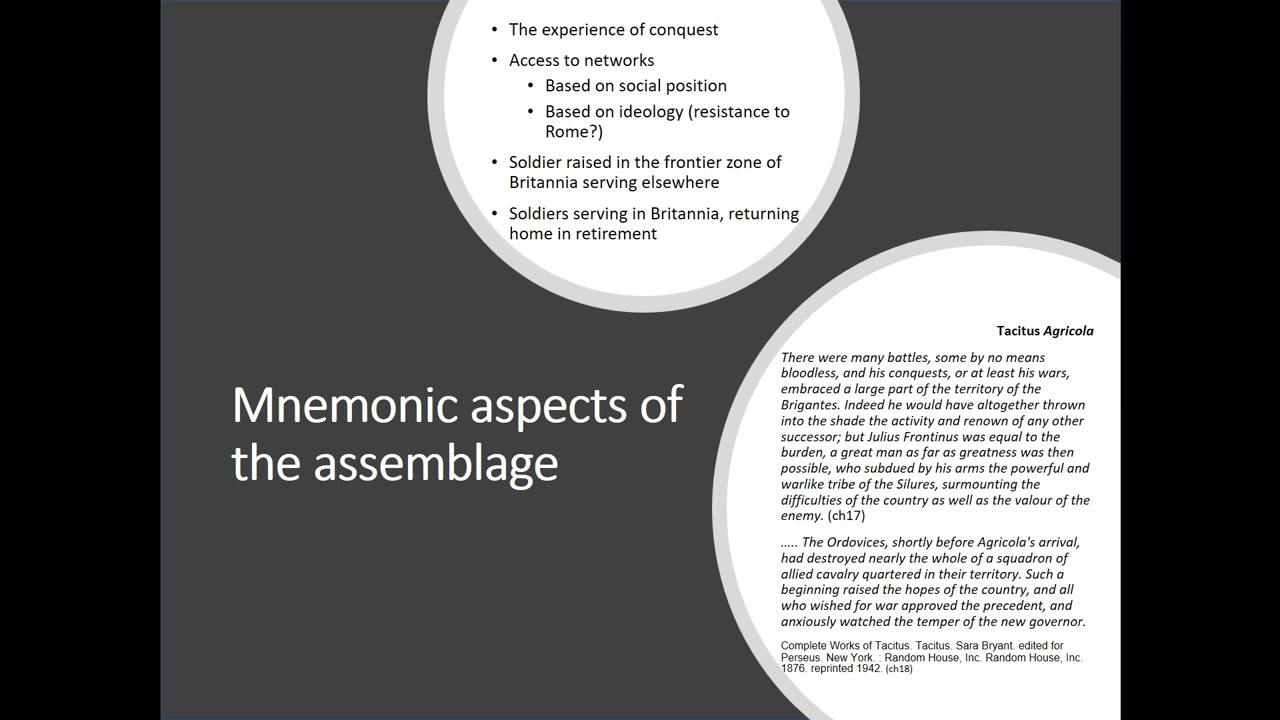 • The experience of conquest
• Access to networks
• Based on social position
• Based on ideology (resistance to
Rome?)
• Soldier raised in the frontier zone of
Britannia serving elsewhere
• Soldiers serving in Britannia, returning
home in retirement
Mnemonic aspects of
the assemblage
Tacitus Agricola
There were many battles, some by no means
bloodless, and his conquests, or at least his wars,
embraced a large part of the territory of the
Brigantes. Indeed he would have altogether thrown
into the shade the activity and renown of any other
successor; but Julius Frontinus was equal to the
burden, a great man as far as greatness was then
possible, who subdued by his arms the powerful and
warlike tribe of the Silures, surmounting the
difficulties of the country as well as the valour of the
enemy. (ch17)
..... The Ordovices, shortly before Agricola's arrival,
had destroyed nearly the whole of a squadron of
allied cavalry quartered in their territory. Such a
beginning raised the hopes of the country, and all
who wished for war approved the precedent, and
anxiously watched the temper of the new governor.
Complete Works of Tacitus. Tacitus. Sara Bryant. edited for
Perseus. New York. : Random House, Inc. Random House, Inc.
1876. reprinted 1942. (ch18)